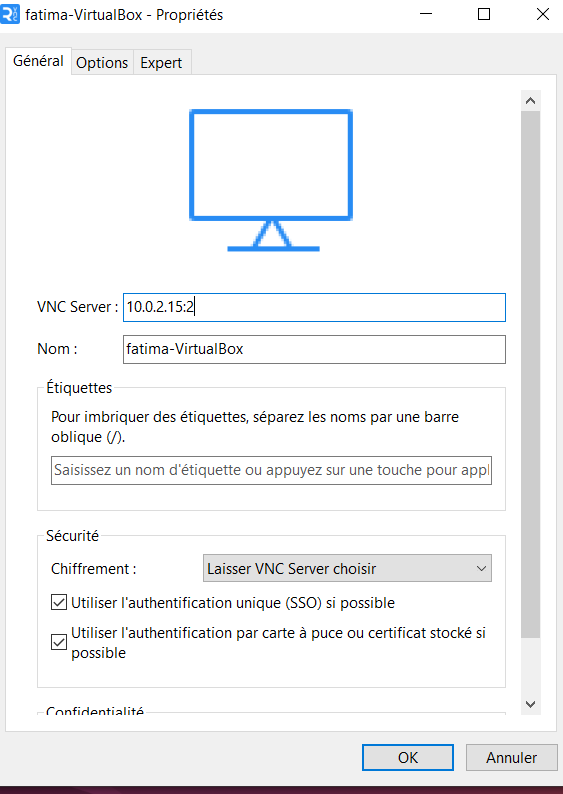 fatima-VirtualBox - Propriétés
Général Options Expert
VNC Server : 10.0.2.15:2
Nom : fatima-VirtualBox
Étiquettes
Pour imbriquer des étiquettes, séparez les noms par une barre
oblique (/).
Saisissez un nom d'étiquette ou appuyez sur une touche pour appl
Sécurité
Chiffrement : Laisser VNC Server choisir
Utiliser l'authentification unique (SSO) si possible
Utiliser l'authentification par carte à puce ou certificat stocké si
possible
Confidentialité
OK Annuler